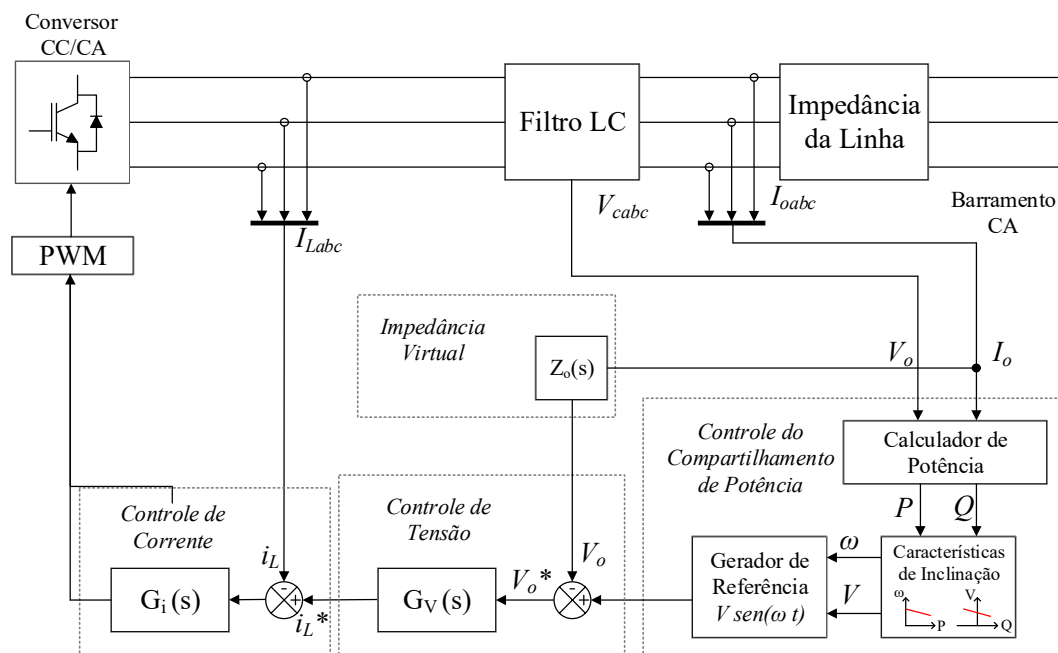 Conversor
CC/CA
Filtro LC
Impedância
da Linha
V_cabc
I_oabc
Barramento
CA
I_Labc
PWM
Impedância
Virtual
Z_o(s)
V_o
I_o
Controle do
Compartilhamento
de Potência
Calculador de
Potência
P
Q
Controle de
Corrente
Controle de
Tensão
i_L
V_o
V_o*
ω
V
Gerador de
Referência
V sen(ω t)
Características
de Inclinação
ω
P
V
Q
G_i (s)
-
+
i_L*
G_V (s)
-
+